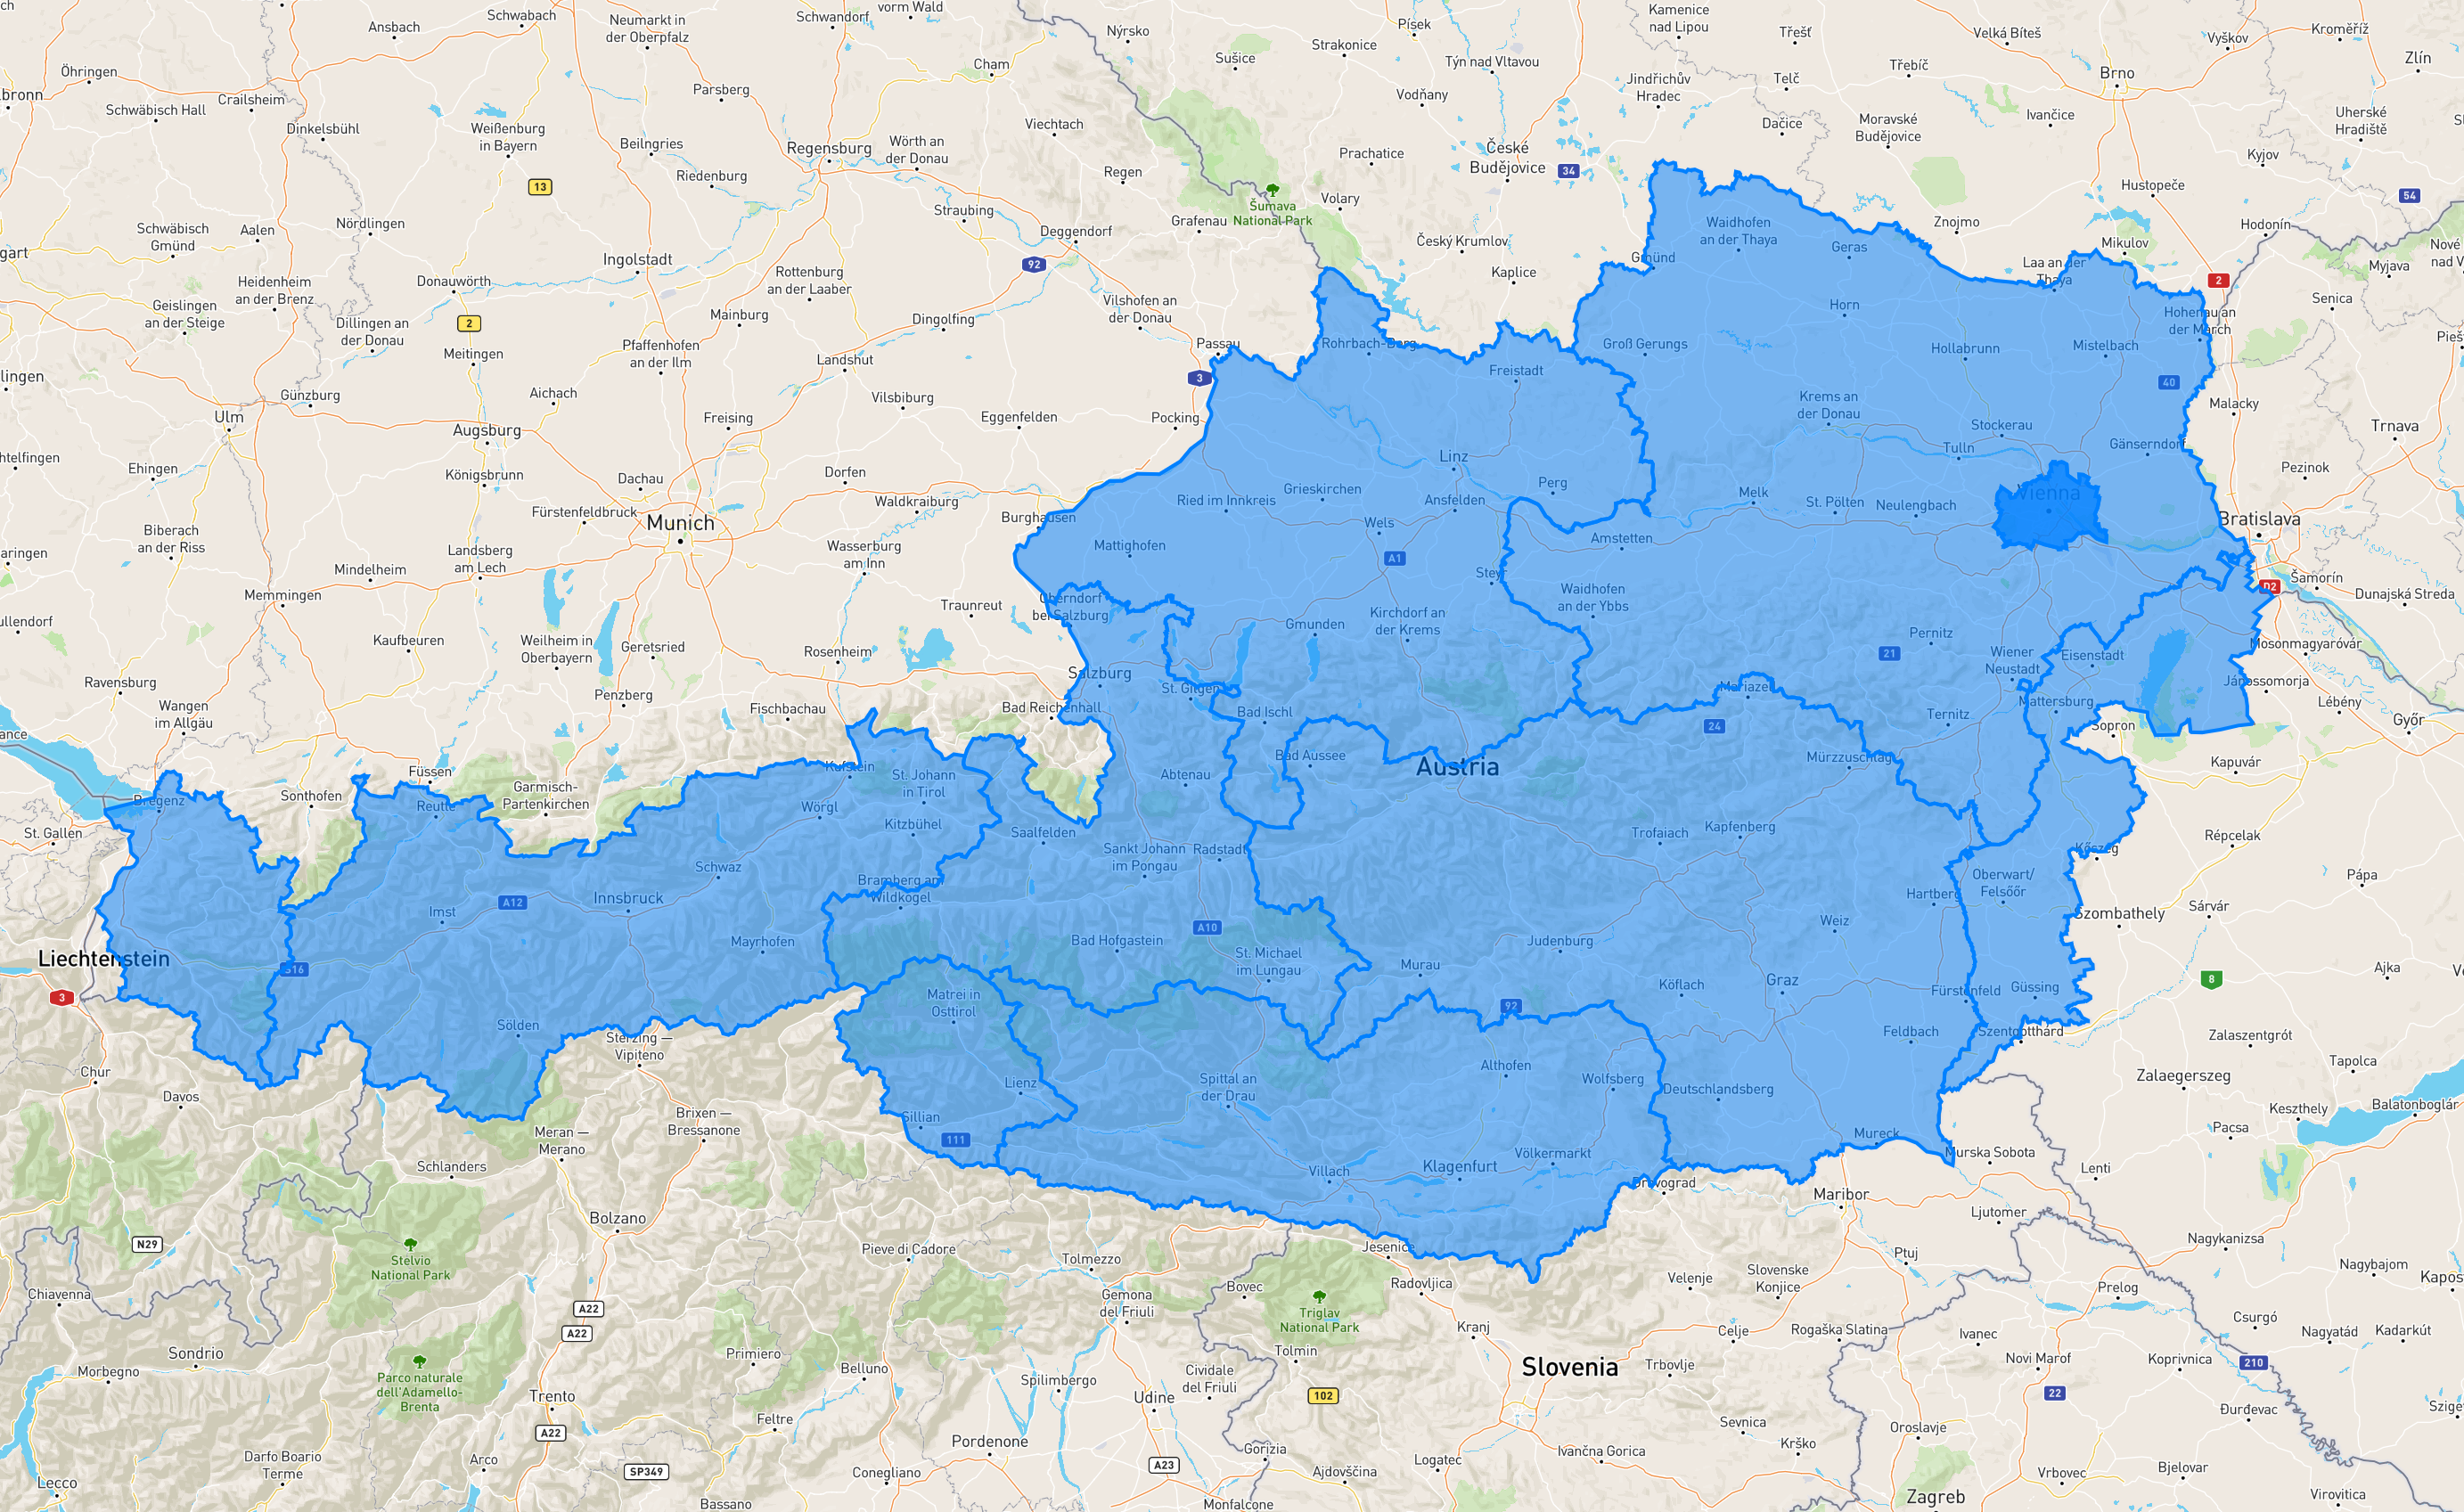 Ansbach
Schwabach
Neumarkt in
der Oberpfalz
Schwandorf
vorm Wald
Nýrsko
Písek
Kamenice
nad Lipou
Třešť
Velká Bíteš
Vyškov
Kroměříž
Öhringen
Cham
Sušice
Strakonice
Týn nad Vltavou
Jindřichův
Hradec
Telč
Třebíč
Brno
Zlín
Schwäbisch Hall
Crailsheim
Parsberg
Vodňany
Ivančice
Uherské
Hradiště
Dinkelsbühl
Weißenburg
in Bayern
Beilngries
Regensburg
Wörth an
der Donau
Viechtach
Prachatice
České
Budějovice
34
Dačice
Moravské
Budějovice
Kyjov
13
Riedenburg
Regen
Šumava
National Park
Volary
Hustopeče
54
Straubing
Grafenau
Waidhofen
an der Thaya
Znojmo
Hodonín
Nördlingen
Schwäbisch
Gmünd
Aalen
Deggendorf
Český Krumlov
Geras
Mikulov
Ingolstadt
92
Kaplice
Gmünd
Laa an der
Thaya
2
Myjava
Donauwörth
Rottenburg
an der Laaber
Heidenheim
an der Brenz
Geislingen
an der Steige
Vilshofen an
der Donau
Horn
Hohenau an
der March
Senica
2
Mainburg
Dingolfing
Dillingen an
der Donau
Meitingen
Pfaffenhofen
an der Ilm
Landshut
Passau
Rohrbach-Berg
Groß Gerungs
Hollabrunn
Mistelbach
3
Freistadt
40
Günzburg
Aichach
Vilsbiburg
Krems an
der Donau
Malacky
Ulm
Augsburg
Freising
Eggenfelden
Pocking
Stockerau
Trnava
Linz
Tulln
Gänserndorf
Ehingen
Königsbrunn
Dachau
Dorfen
Perg
Pezinok
Waldkraiburg
Ried im Innkreis
Grieskirchen
Ansfelden
Melk
St. Pölten
Neulengbach
Vienna
Fürstenfeldbruck
Munich
Burghausen
Wels
Bratislava
Biberach
an der Riss
Mattighofen
A1
Amstetten
Landsberg
am Lech
Wasserburg
am Inn
Mindelheim
Steyr
D2
Šamorín
Memmingen
Traunreut
Oberndorf
bei Salzburg
Waidhofen
an der Ybbs
Dunajská Streda
Gmunden
Kirchdorf an
der Krems
Kaufbeuren
Weilheim in
Oberbayern
Geretsried
Rosenheim
Pernitz
21
Wiener
Neustadt
Eisenstadt
Mosonmagyaróvár
Salzburg
St. Gilgen
Ravensburg
Penzberg
Mariazell
Jánossomorja
Wangen
im Allgäu
Fischbachau
Bad Reichenhall
Bad Ischl
Ternitz
Mattersburg
Lébény
24
Győr
Sopron
Bad Aussee
Austria
Mürzzuschlag
Kapuvár
Füssen
Kufstein
St. Johann
in Tirol
Abtenau
Sonthofen
Garmisch-
Partenkirchen
Bregenz
Reutte
Wörgl
Kitzbühel
Saalfelden
Trofaiach
Kapfenberg
St. Gallen
Répcelak
Sankt Johann
im Pongau
Radstadt
Kőszeg
Schwaz
Bramberg am
Wildkogel
Oberwart/
Felsőőr
Pápa
Innsbruck
A12
Imst
Hartberg
Weiz
Szombathely
Sárvár
Mayrhofen
Bad Hofgastein
A10
Judenburg
Liechtenstein
S16
St. Michael
im Lungau
Murau
Ajka
3
Köflach
Graz
Fürstenfeld
Güssing
8
Matrei in
Osttirol
92
Sölden
Feldbach
Szentgotthárd
Zalaszentgrót
Sterzing —
Vipiteno
Althofen
Tapolca
Chur
Davos
Lienz
Spittal an
der Drau
Wolfsberg
Deutschlandsberg
Zalaegerszeg
Keszthely
Balatonboglár
Brixen —
Bressanone
Sillian
111
Meran —
Merano
Mureck
Pacsa
Schlanders
Villach
Klagenfurt
Völkermarkt
Murska Sobota
Lenti
Dravograd
Maribor
Bolzano
Ljutomer
N29
Stelvio
National Park
Pieve di Cadore
Tolmezzo
Jesenice
Ptuj
Nagykanizsa
Nagybajom
Chiavenna
Bovec
Radovljica
Velenje
Slovenske
Konjice
Prelog
A22
Gemona
del Friuli
Triglav
National Park
Csurgó
A22
Kranj
Celje
Rogaška Slatina
Ivanec
Nagyatád
Kadarkút
Sondrio
Primiero
Tolmin
Slovenia
Trbovlje
Novi Marof
Koprivnica
210
Morbegno
Parco naturale
dell'Adamello-
Brenta
Belluno
Cividale
del Friuli
Trento
Spilimbergo
Udine
102
22
Đurđevac
Feltre
A22
Sevnica
Oroslavje
Pordenone
Gorizia
Ivančna Gorica
Krško
Darfo Boario
Terme
Arco
SP349
Conegliano
A23
Ajdovščina
Logatec
Vrbovec
Bjelovar
Lecco
Bassano
Monfalcone
Zagreb
Virovitica